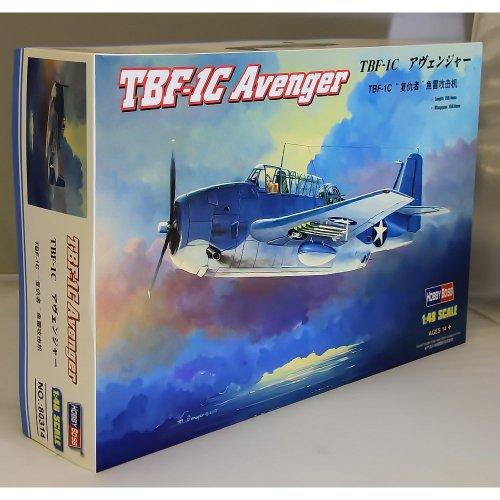 TBF-1C Avenger
TBF-1C アヴェンジャー
TBF-1C "复仇者"鱼雷攻击机
HOBBY BOSS
1:48 SCALE
AGES 14 +
TBF-1C Avenger
TBF-1C アヴェンジャー
TBF-1C "复仇者" 鱼雷攻击机
NO.:80314
1:48 SCALE
HOBBY BOSS